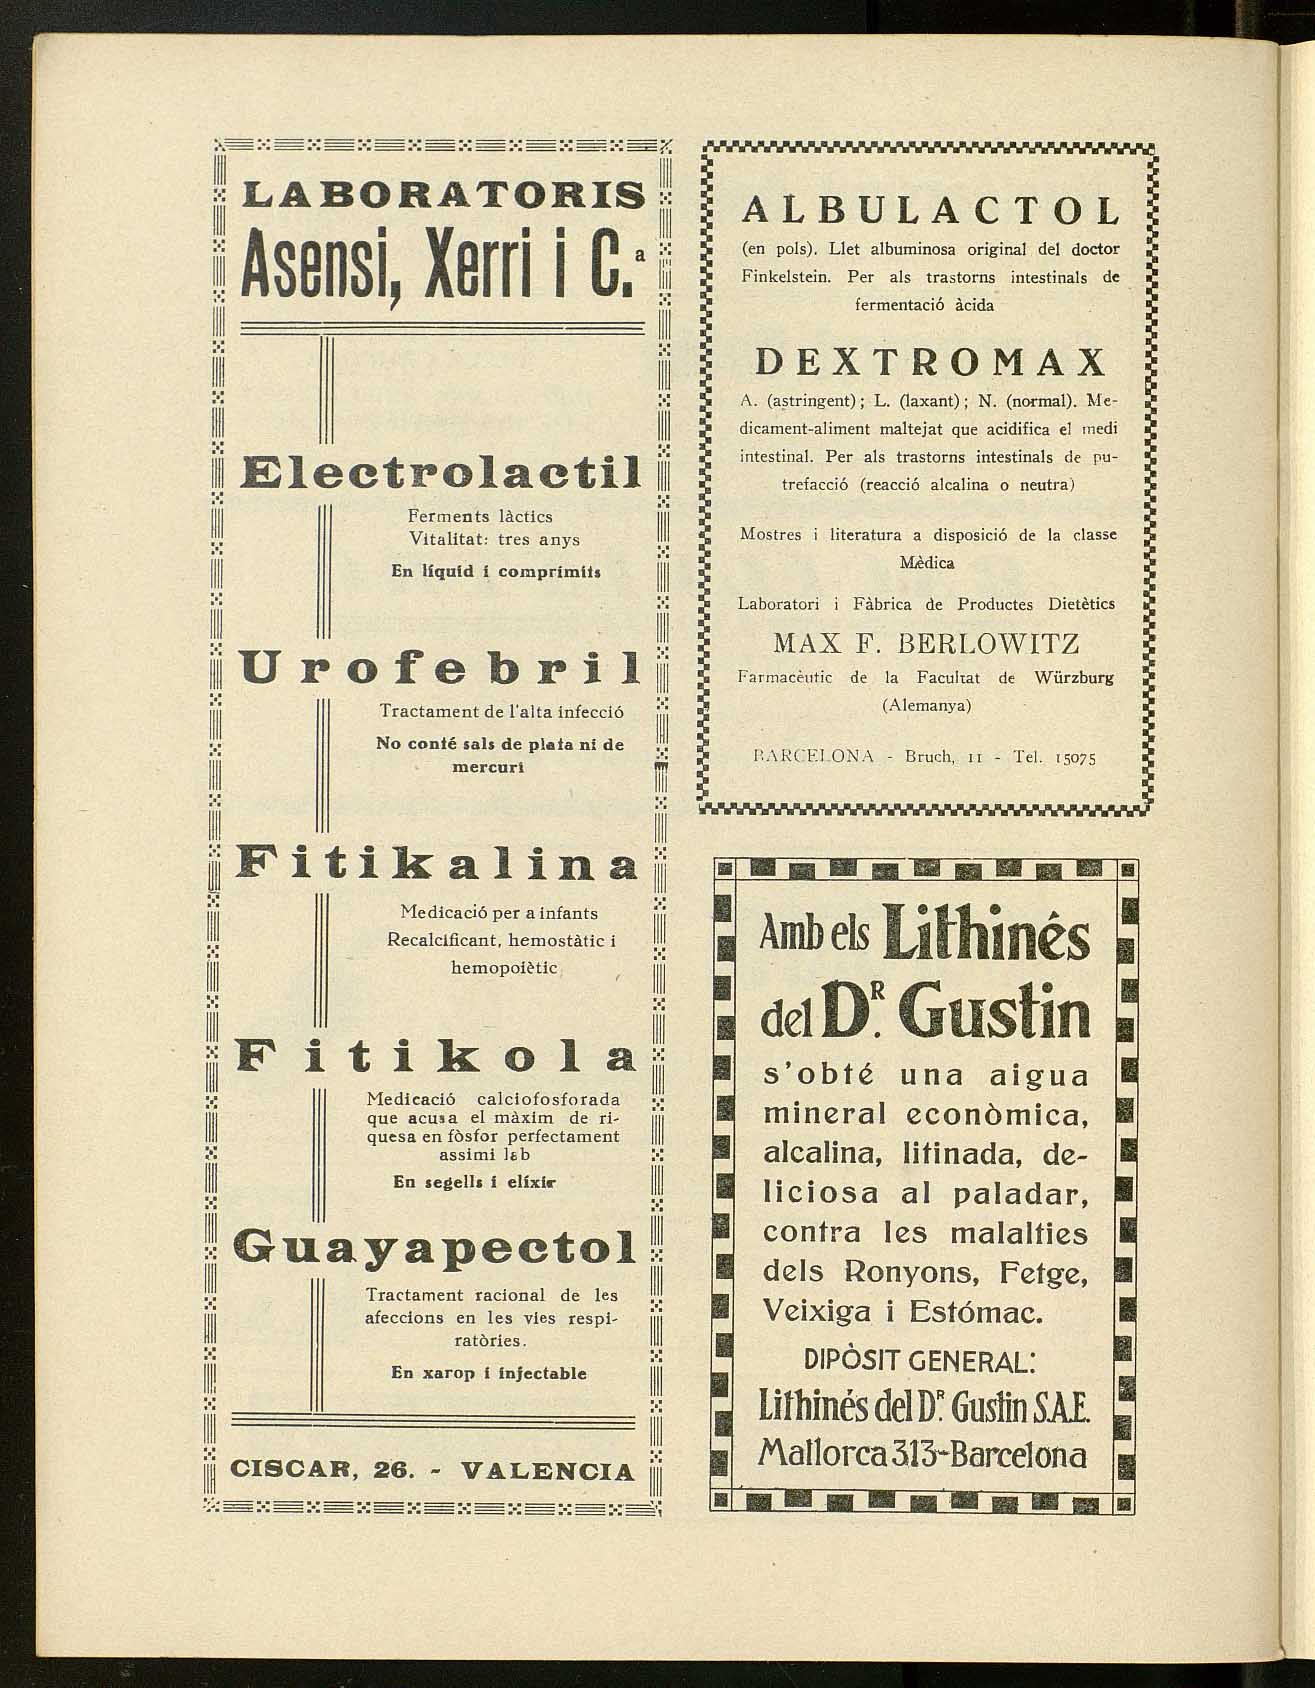 LABORATORIS
Asensi, Xerri i C.ª
Electrolactil
Ferments làctics
Vitalitat: tres anys
En líquid i comprimits
Urofebril
Tractament de l'alta infecció
No conté sals de plata ni de
mercuri
Fitikalina
Medicació per a infants
Recalcificant, hemostàtic i
hemopoiètic
Fitikola
Medicació calciofosforada
que acusa el màxim de ri-
quesa en fòsfor perfectament
assimi lab
En segells i elíxir
Guayapectol
Tractament racional de les
afeccions en les vies respi-
ratòries.
En xarop i injectable
CISCAR, 26. - VALENCIA
ALBULACTOL
(en pols). Llet albuminosa original del doctor
Finkelstein. Per als trastorns intestinals de
fermentació àcida
DEXTROMAX
A. (astringent); L. (laxant); N. (normal). Me-
dicament-aliment maltejat que acidifica el medi
intestinal. Per als trastorns intestinals de pu-
trefacció (reacció alcalina o neutra)
Mostres i literatura a disposició de la classe
Mèdica
Laboratori i Fàbrica de Productes Dietètics
MAX F. BERLOWITZ
Farmacèutic de la Facultat de Würzburg
(Alemanya)
BARCELONA - Bruch, 11 - Tel. 15075
Amb els Lithinés
del DR. Gustin
s'obté una aigua
mineral econòmica,
alcalina, litinada, de-
liciosa al paladar,
contra les malalties
dels Ronyons, Fetge,
Veixiga i Estómac.
DIPÒSIT GENERAL:
Lithinés del DR. Gustin S.A.E.
Mallorca 313-Barcelona